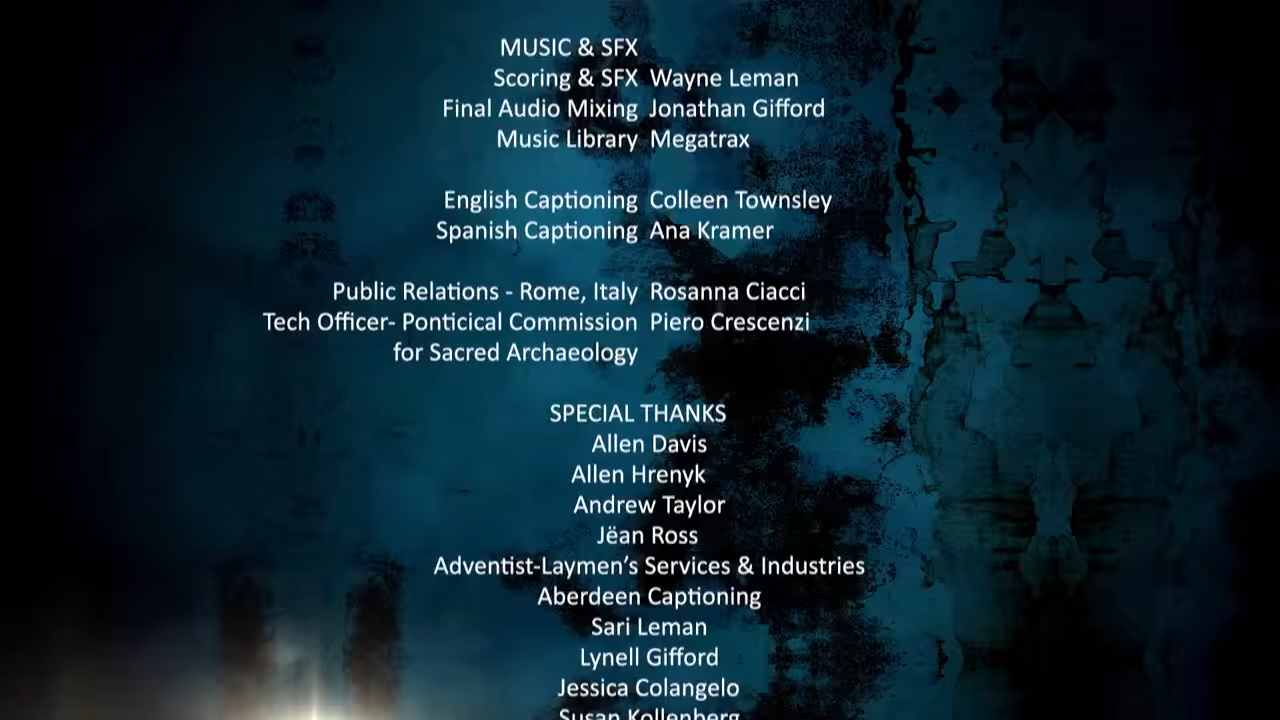 MUSIC & SFX
Scoring & SFX Wayne Leman
Final Audio Mixing Jonathan Gifford
Music Library Megatrax
English Captioning Colleen Townsley
Spanish Captioning Ana Kramer
Public Relations - Rome, Italy Rosanna Ciacci
Tech Officer- Ponticical Commission Piero Crescenzi
for Sacred Archaeology
SPECIAL THANKS
Allen Davis
Allen Hrenyk
Andrew Taylor
Jëan Ross
Adventist-Laymen's Services & Industries
Aberdeen Captioning
Sari Leman
Lynell Gifford
Jessica Colangelo
Susan Kollenberg